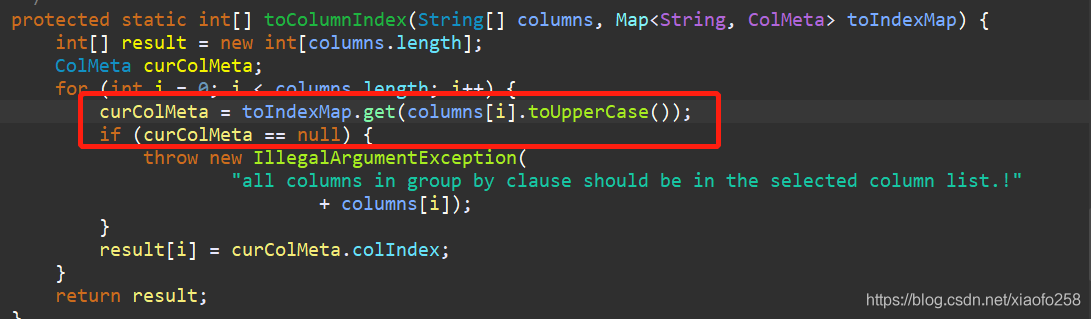 protected static int[] toColumnIndex(String[] columns, Map<String, ColMeta> toIndexMap) {
int[] result = new int[columns.length];
ColMeta curColMeta;
for (int i = 0; i < columns.length; i++) {
curColMeta = toIndexMap.get(columns[i].toUpperCase());
if (curColMeta == null) {
throw new IllegalArgumentException(
"all columns in group by clause should be in the selected column list.!"
+ columns[i]);
}
result[i] = curColMeta.colIndex;
}
return result;
}
https://blog.csdn.net/xiaofo258